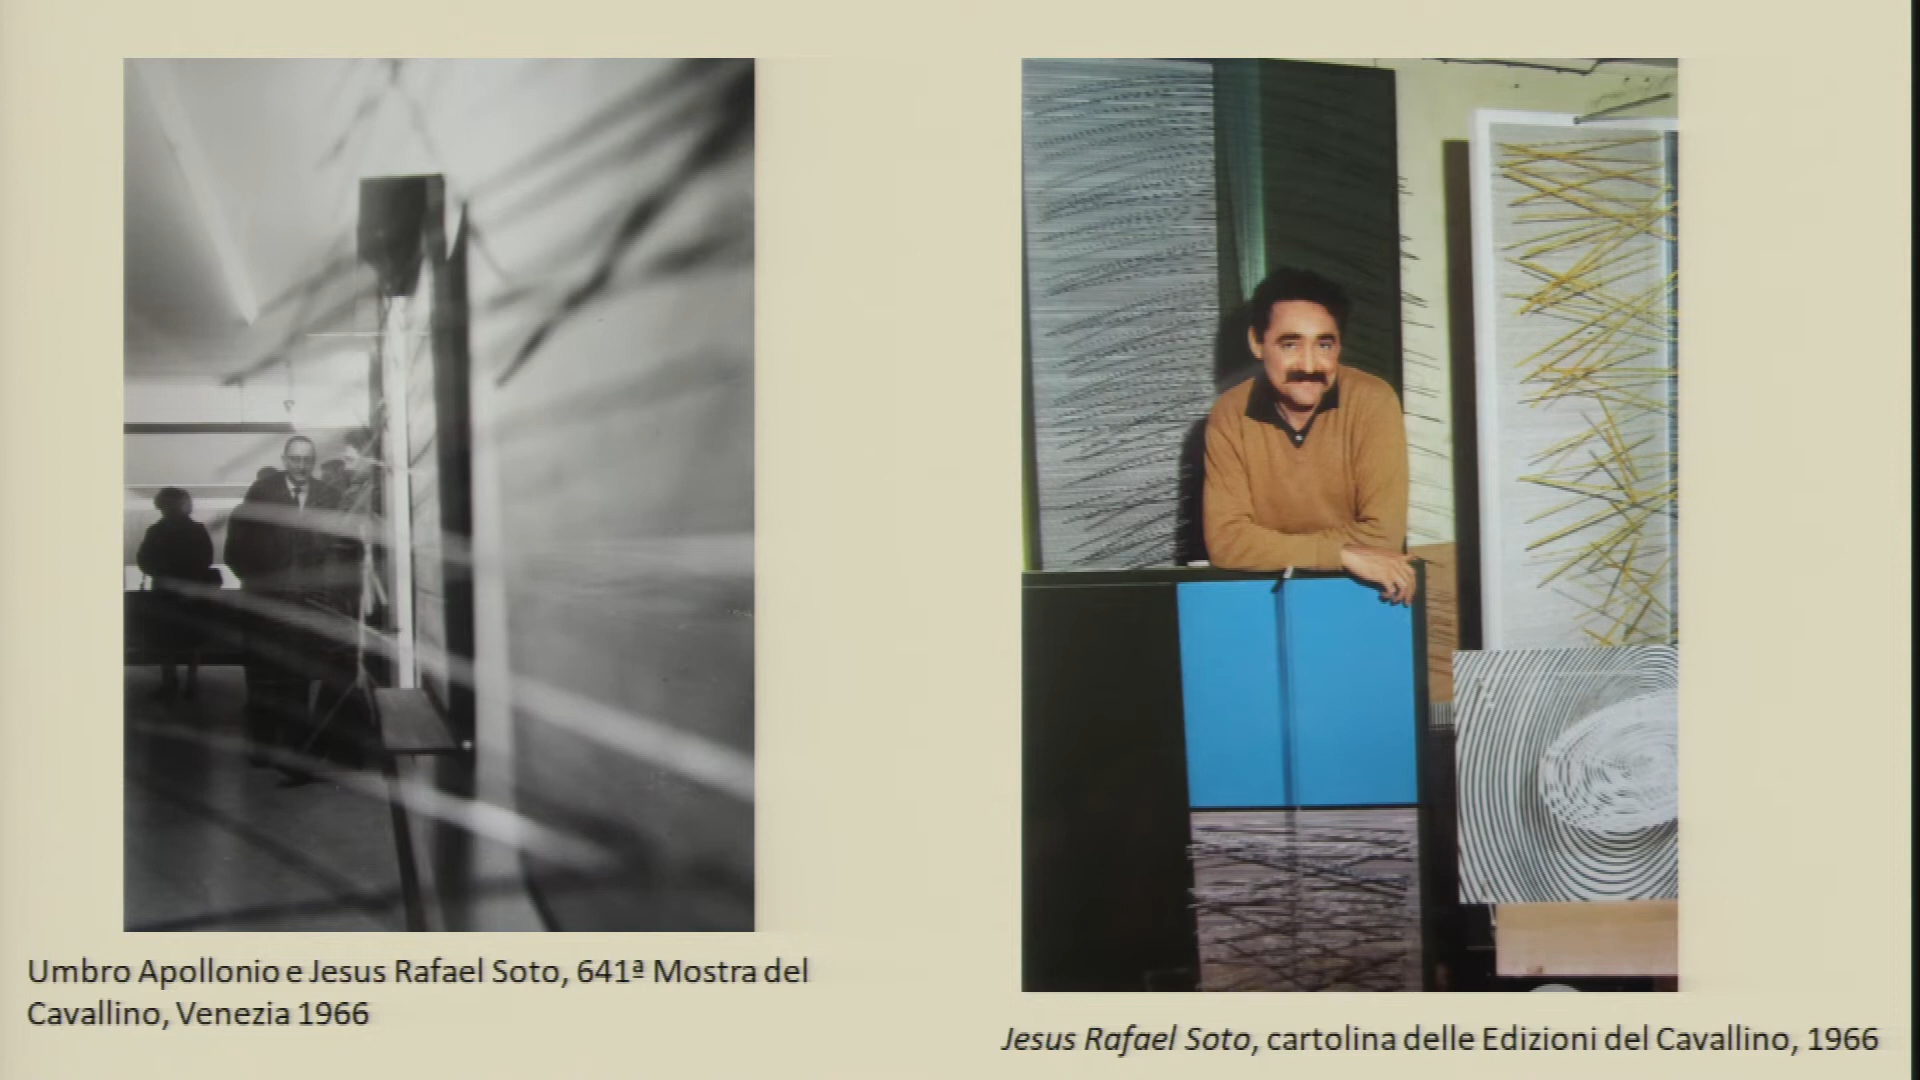 Umbro Apollonio e Jesus Rafael Soto, 641ª Mostra del
Cavallino, Venezia 1966
Jesus Rafael Soto, cartolina delle Edizioni del Cavallino, 1966